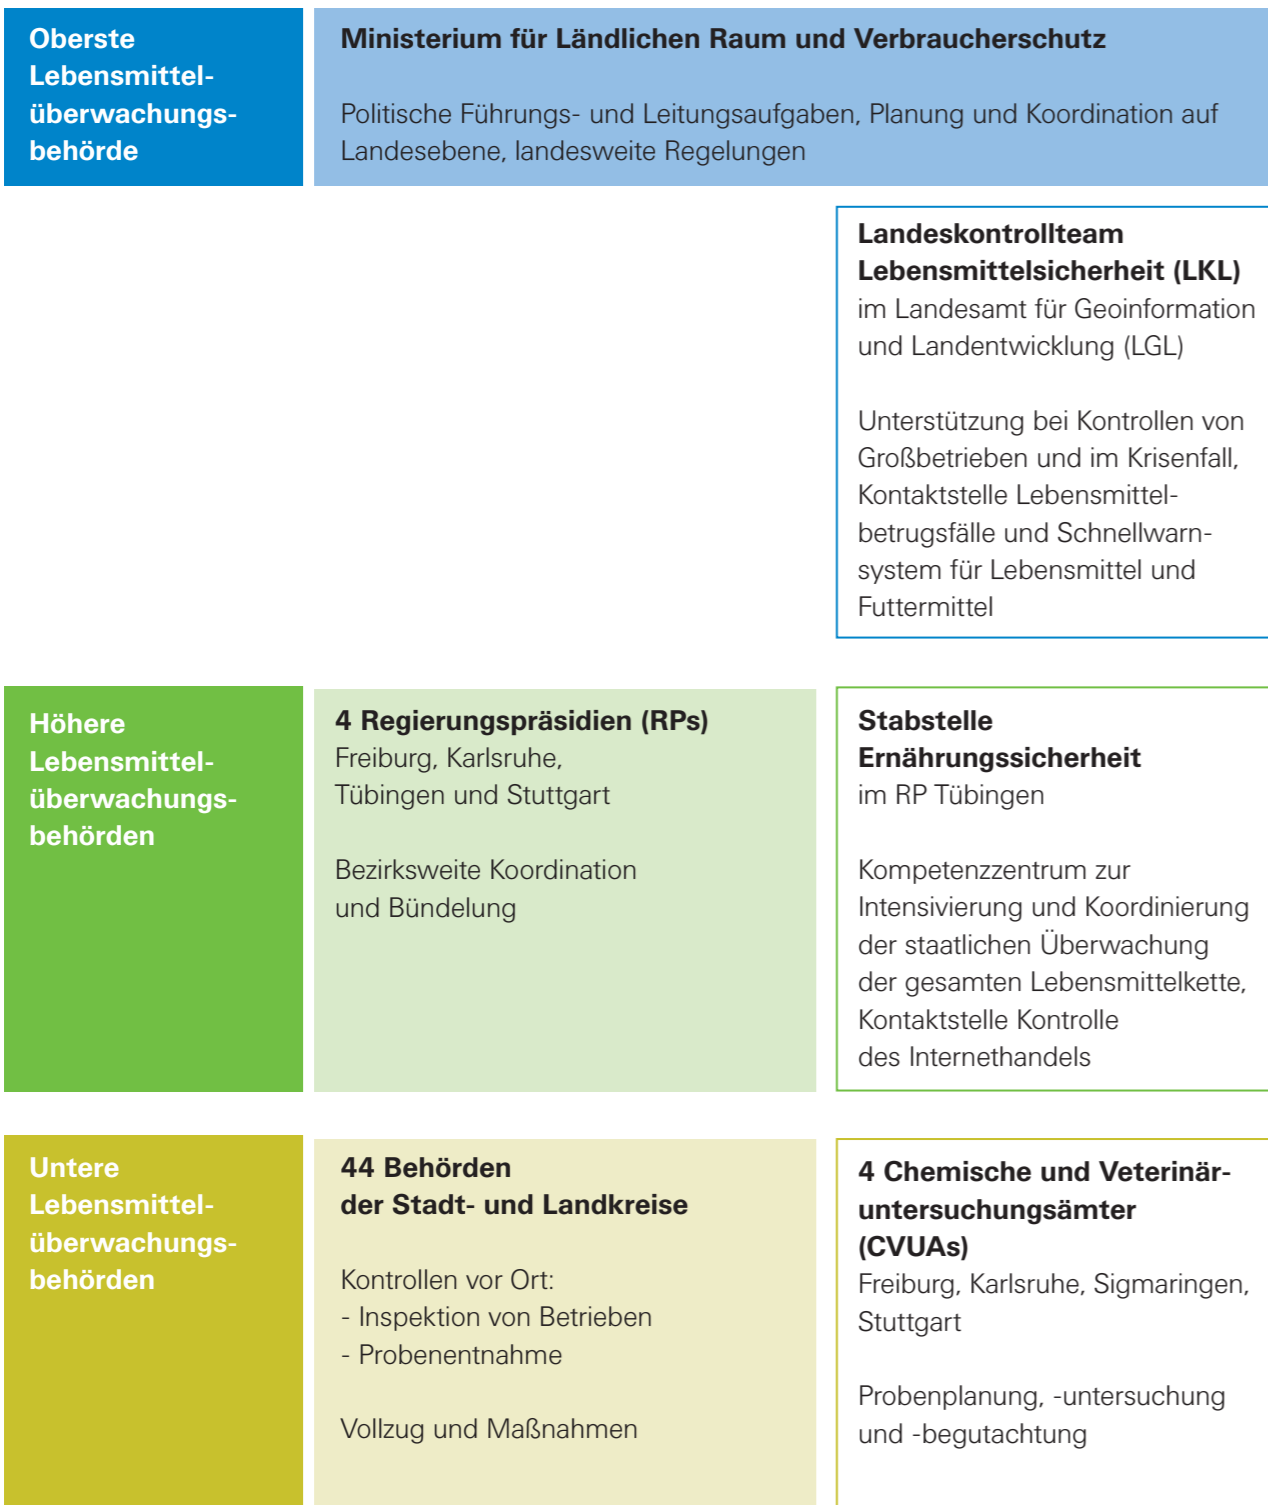 Oberste
Lebensmittel-
überwachungs-
behörde
Ministerium für Ländlichen Raum und Verbraucherschutz
Politische Führungs- und Leitungsaufgaben, Planung und Koordination auf
Landesebene, landesweite Regelungen
Landeskontrollteam
Lebensmittelsicherheit (LKL)
im Landesamt für Geoinformation
und Landentwicklung (LGL)
Unterstützung bei Kontrollen von
Großbetrieben und im Krisenfall,
Kontaktstelle Lebensmittel-
betrugsfälle und Schnellwarn-
system für Lebensmittel und
Futtermittel
Höhere
Lebensmittel-
überwachungs-
behörden
4 Regierungspräsidien (RPs)
Freiburg, Karlsruhe,
Tübingen und Stuttgart
Bezirksweite Koordination
und Bündelung
Stabstelle
Ernährungssicherheit
im RP Tübingen
Kompetenzzentrum zur
Intensivierung und Koordinierung
der staatlichen Überwachung
der gesamten Lebensmittelkette,
Kontaktstelle Kontrolle
des Internethandels
Untere
Lebensmittel-
überwachungs-
behörden
44 Behörden
der Stadt- und Landkreise
Kontrollen vor Ort:
- Inspektion von Betrieben
- Probenentnahme
Vollzug und Maßnahmen
4 Chemische und Veterinär-
untersuchungsämter
(CVUAs)
Freiburg, Karlsruhe, Sigmaringen,
Stuttgart
Probenplanung, -untersuchung
und -begutachtung